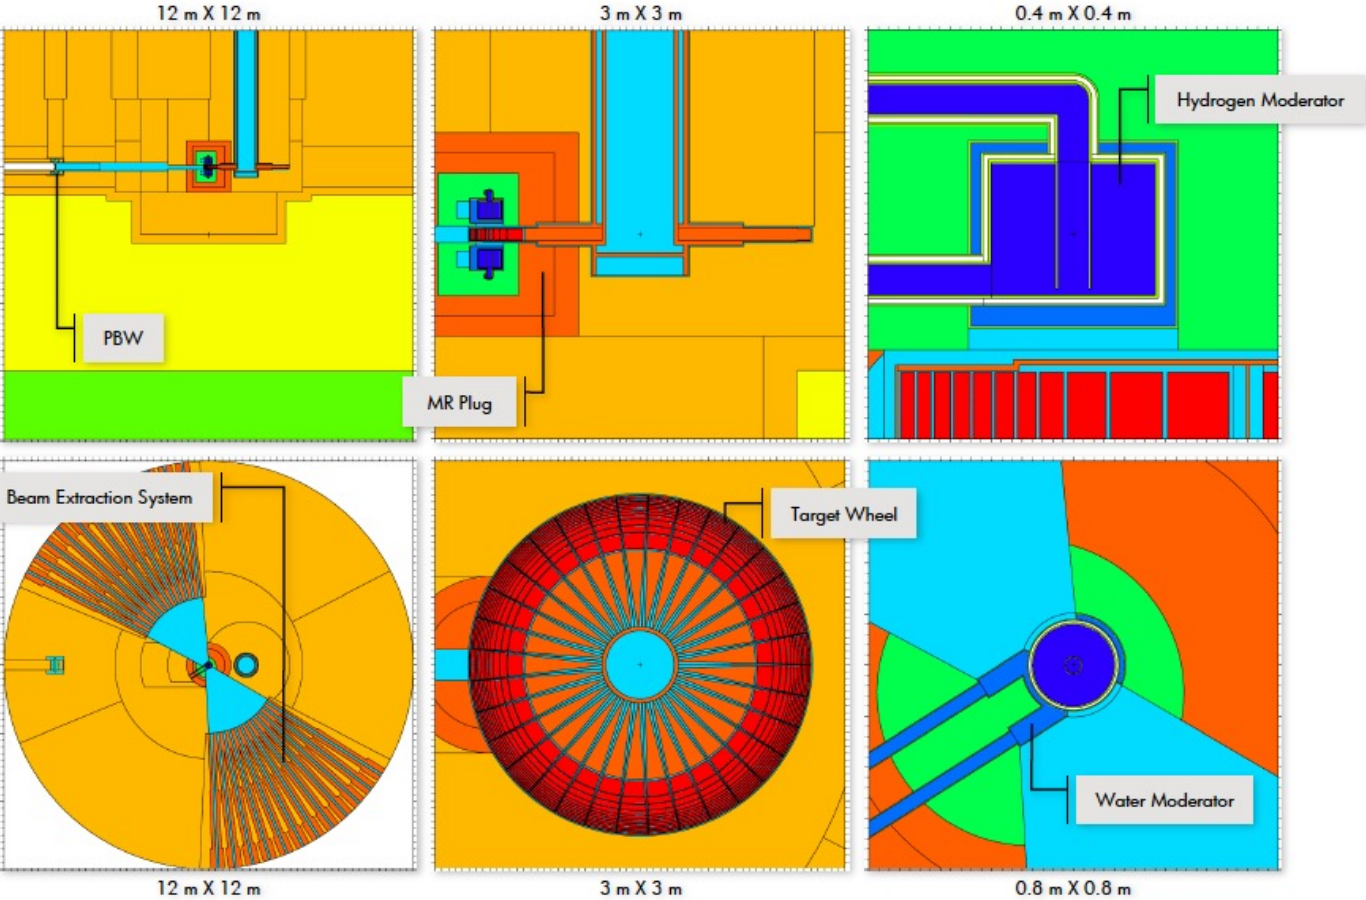 12 m X 12 m
3 m X 3 m
0.4 m X 0.4 m
Hydrogen Moderator
PBW
MR Plug
Beam Extraction System
Target Wheel
Water Moderator
12 m X 12 m
3 m X 3 m
0.8 m X 0.8 m